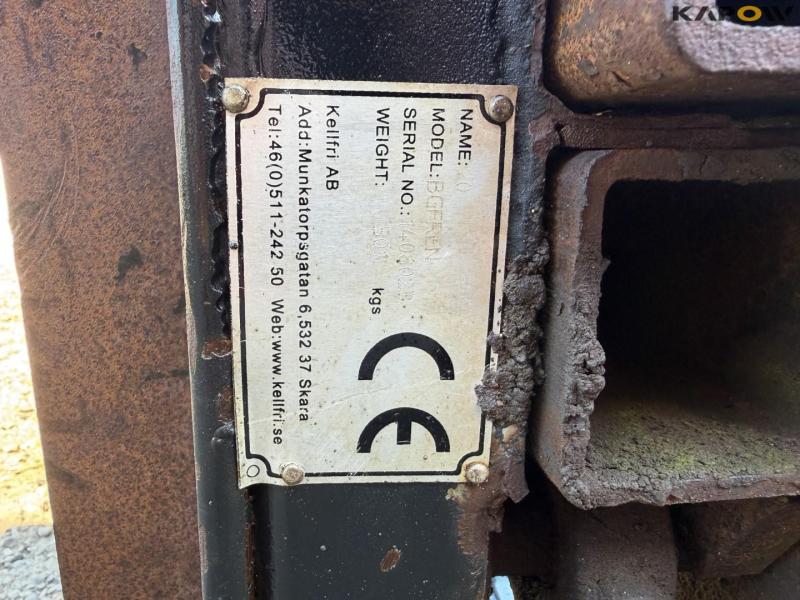 NAME:
MODEL:
SERIAL NO.:
WEIGHT: 501 kgs
Kellfri AB
Add:Munkatorpsgatan 6,532 37 Skara
Tel:46(0)511-242 50 Web:www.kellfri.se
CE
KAROW